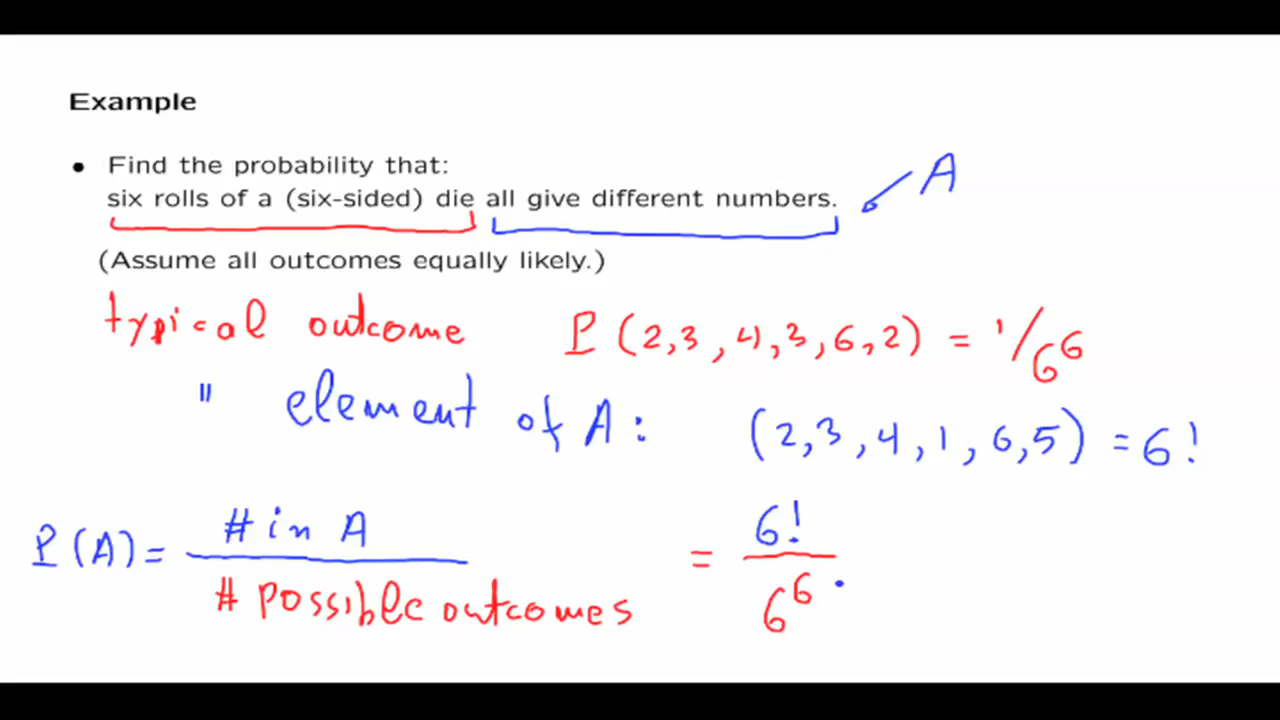 Example
• Find the probability that:
six rolls of a (six-sided) die all give different numbers. A
(Assume all outcomes equally likely.)
typical outcome P(2,3,4,3,6,2) = 1/6^6
" element of A: (2,3,4,1,6,5) = 6!
P(A) = # in A / # possible outcomes = 6! / 6^6 .